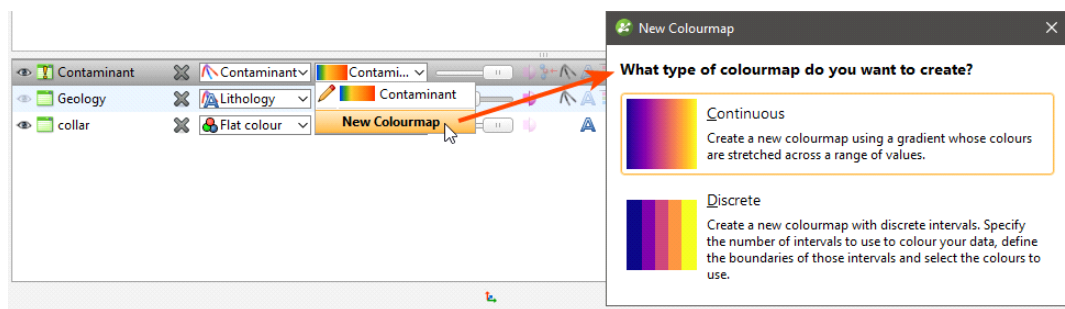 New Colourmap
What type of colourmap do you want to create?
Contaminant
Contaminant
Contami...
Geology
Lithology
Contaminant
collar
Flat colour
New Colourmap
Continuous
Create a new colourmap using a gradient whose colours
are stretched across a range of values.
Discrete
Create a new colourmap with discrete intervals. Specify
the number of intervals to use to colour your data, define
the boundaries of those intervals and select the colours to
use.